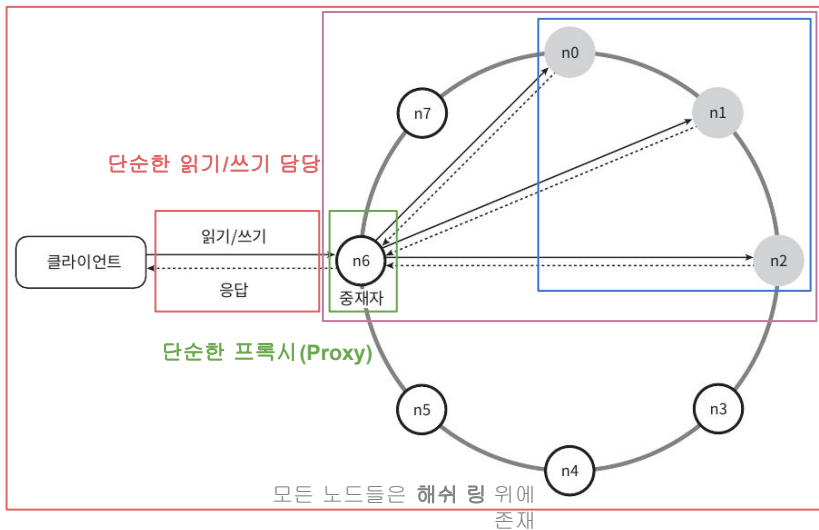 n0
n7
n1
단순한 읽기/쓰기 담당
읽기/쓰기
클라이언트
n6
n2
응답
중재자
단순한 프록시(Proxy)
n5
n3
n4
모든 노드들은 해쉬 링 위에
존재